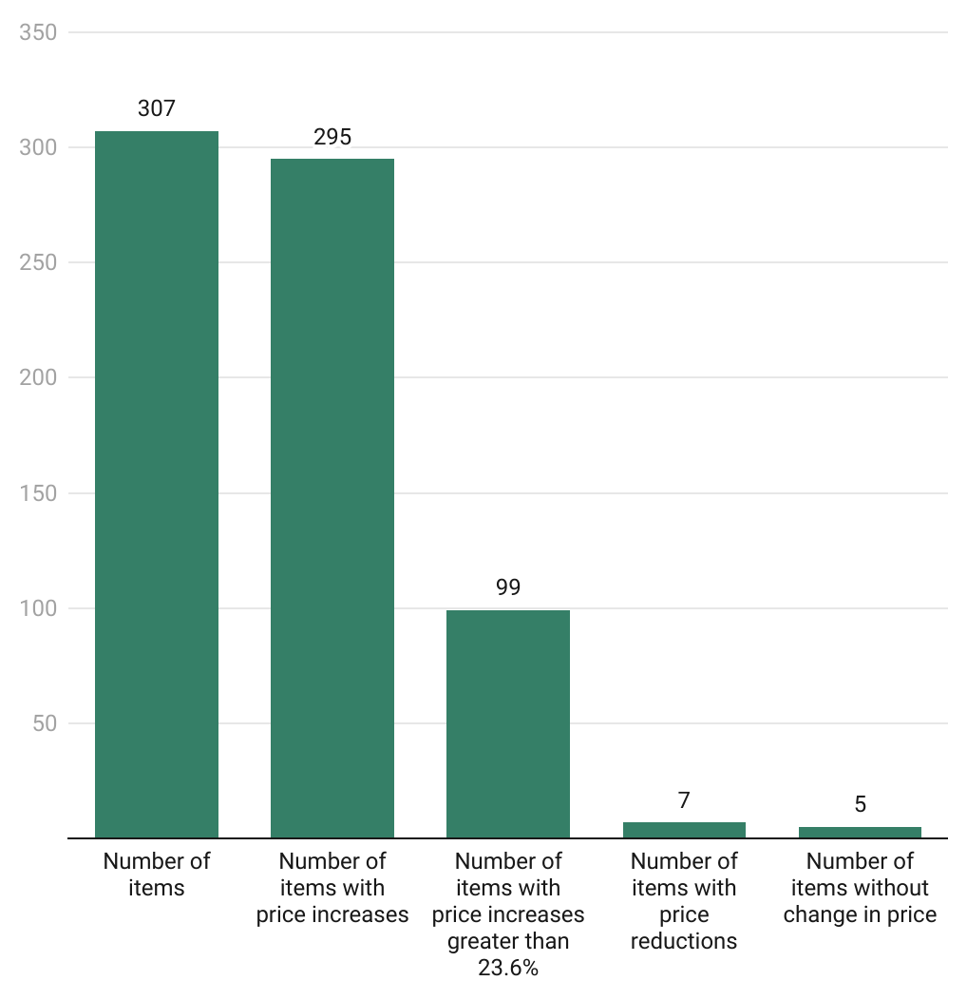 350
307
295
300
250
200
150
99
100
50
7
5
Number of
items
Number of
items with
price increases
Number of
items with
price increases
greater than
23.6%
Number of
items with
price
reductions
Number of
items without
change in price